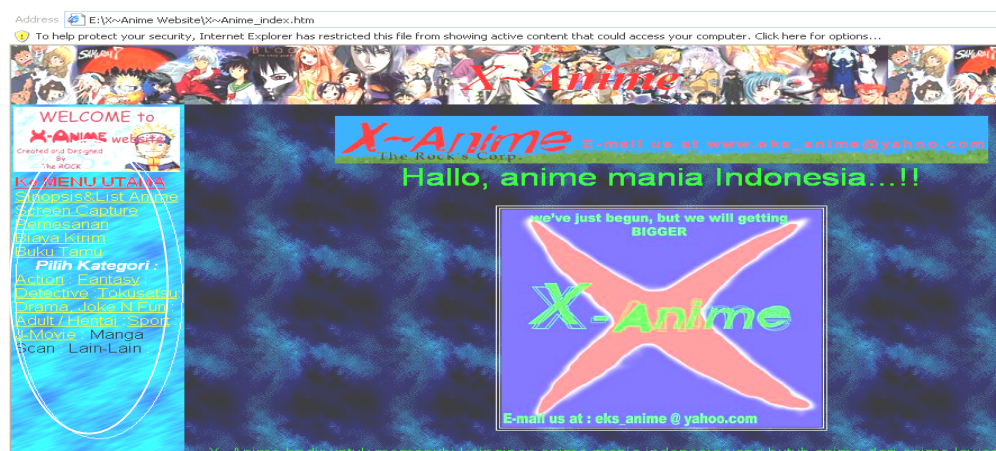 Address E:\X~Anime Website\X~Anime_index.htm
To help protect your security, Internet Explorer has restricted this file from showing active content that could access your computer. Click here for options...
X~Anime
WELCOME to
X-ANIME website
Created and Designed
By
The ROCK
Ke MENU UTAMA
Sinopsis&List Anime
Screen Capture
Pemesanan
Biaya Kirim
Buku Tamu
Pilih Kategori :
Action : Fantasy
Detective :Tokusatsu
Drama, Joke N Fun :
Adult / Hentai :Sport
J-Movie : Manga
Scan : Lain-Lain
X~Anime E-mail us at www.eks_anime@yahoo.com
The Rock's Corp.
Hallo, anime mania Indonesia...!!
we've just begun, but we will getting
BIGGER
X-Anime
E-mail us at : eks_anime @ yahoo.com